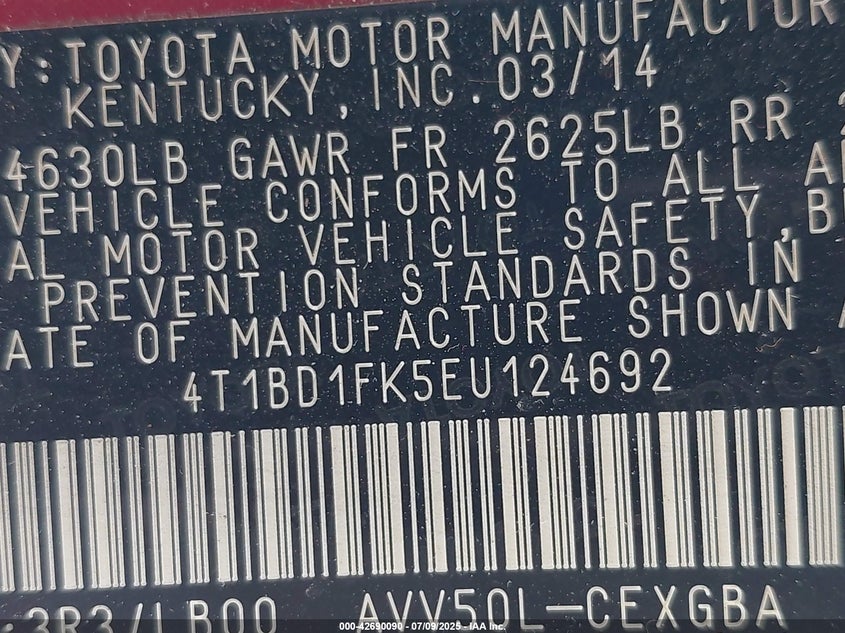 Y:TOYOTA MOTOR MANUFACTUR
KENTUCKY,INC.03/14
4630LB GAWR FR 2625LB RR 2
VEHICLE CONFORMS TO ALL A
AL MOTOR VEHICLE SAFETY,B
PREVENTION STANDARDS IN
ATE OF MANUFACTURE SHOWN A
4T1BD1FK5EU124692
:3R3/LB00 AVV50L-CEXGBA
000-42690090 - 07/09/2025 - IAA Inc.